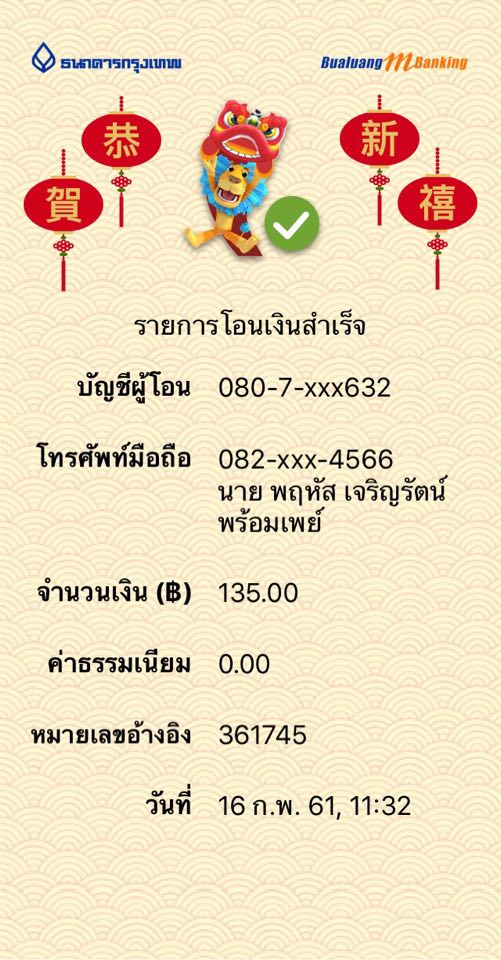 ธนาคารกรุงเทพ
Bualuang mBanking
恭
賀
新
禧
รายการโอนเงินสำเร็จ
บัญชีผู้โอน 080-7-xxx632
โทรศัพท์มือถือ 082-xxx-4566
นาย พฤหัส เจริญรัตน์
พร้อมเพย์
จำนวนเงิน (฿) 135.00
ค่าธรรมเนียม 0.00
หมายเลขอ้างอิง 361745
วันที่ 16 ก.พ. 61, 11:32